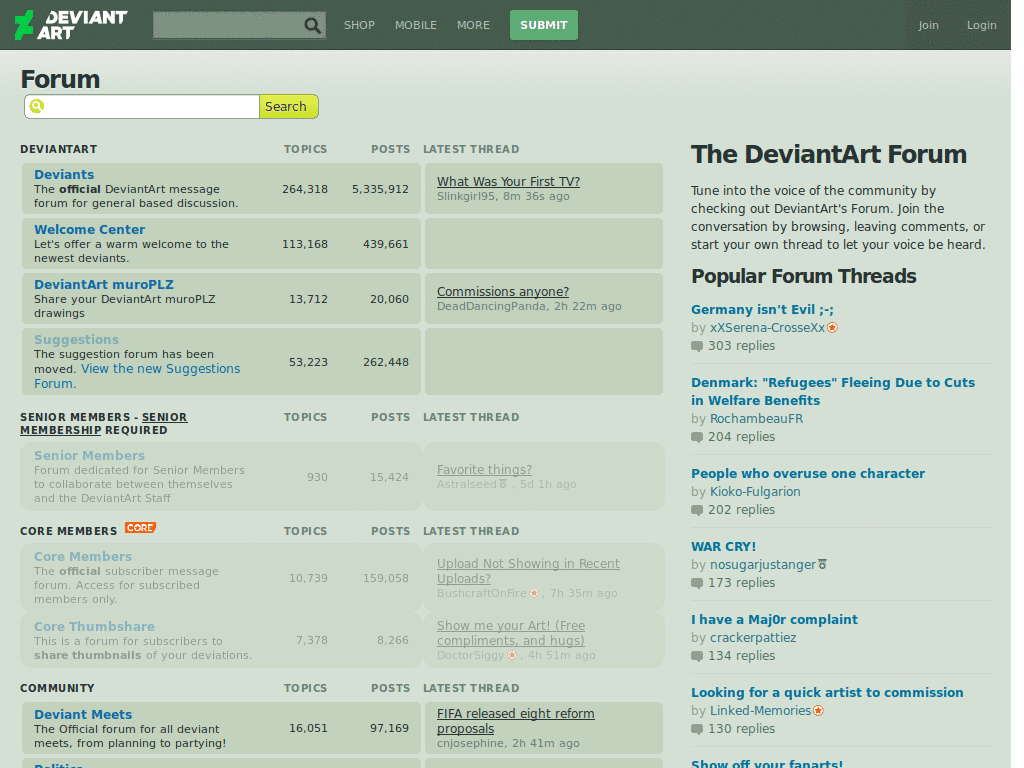 DEVIANT ART
SHOP MOBILE MORE SUBMIT Join Login
Forum
Search
DEVIANTART TOPICS POSTS LATEST THREAD
Deviants
The official DeviantArt message
forum for general based discussion.
264,318 5,335,912
What Was Your First TV?
Slinkgirl95, 8m 36s ago
Welcome Center
Let's offer a warm welcome to the
newest deviants.
113,168 439,661
DeviantArt muroPLZ
Share your DeviantArt muroPLZ
drawings
13,712 20,060
Commissions anyone?
DeadDancingPanda, 2h 22m ago
Suggestions
The suggestion forum has been
moved. View the new Suggestions
Forum.
53,223 262,448
SENIOR MEMBERS - SENIOR
MEMBERSHIP REQUIRED
TOPICS POSTS LATEST THREAD
Senior Members
Forum dedicated for Senior Members
to collaborate between themselves
and the DeviantArt Staff
930 15,424
Favorite things?
Astralseed , 5d 1h ago
CORE MEMBERS CORE TOPICS POSTS LATEST THREAD
Core Members
The official subscriber message
forum. Access for subscribed
members only.
10,739 159,058
Upload Not Showing in Recent
Uploads?
BushcraftOnFire , 7h 35m ago
Core Thumbshare
This is a forum for subscribers to
share thumbnails of your deviations.
7,378 8,266
Show me your Art! (Free
compliments, and hugs)
DoctorSiggy , 4h 51m ago
COMMUNITY TOPICS POSTS LATEST THREAD
Deviant Meets
The Official forum for all deviant
meets, from planning to partying!
16,051 97,169
FIFA released eight reform
proposals
cnjosephine, 2h 41m ago
Politics
The DeviantArt Forum
Tune into the voice of the community by
checking out DeviantArt's Forum. Join the
conversation by browsing, leaving comments, or
start your own thread to let your voice be heard.
Popular Forum Threads
Germany isn't Evil ;-;
by xXSerena-CrosseXx
303 replies
Denmark: "Refugees" Fleeing Due to Cuts
in Welfare Benefits
by RochambeauFR
204 replies
People who overuse one character
by Kioko-Fulgarion
202 replies
WAR CRY!
by nosugarjustanger
173 replies
I have a Maj0r complaint
by crackerpattiez
134 replies
Looking for a quick artist to commission
by Linked-Memories
130 replies
Show off your fanarts!